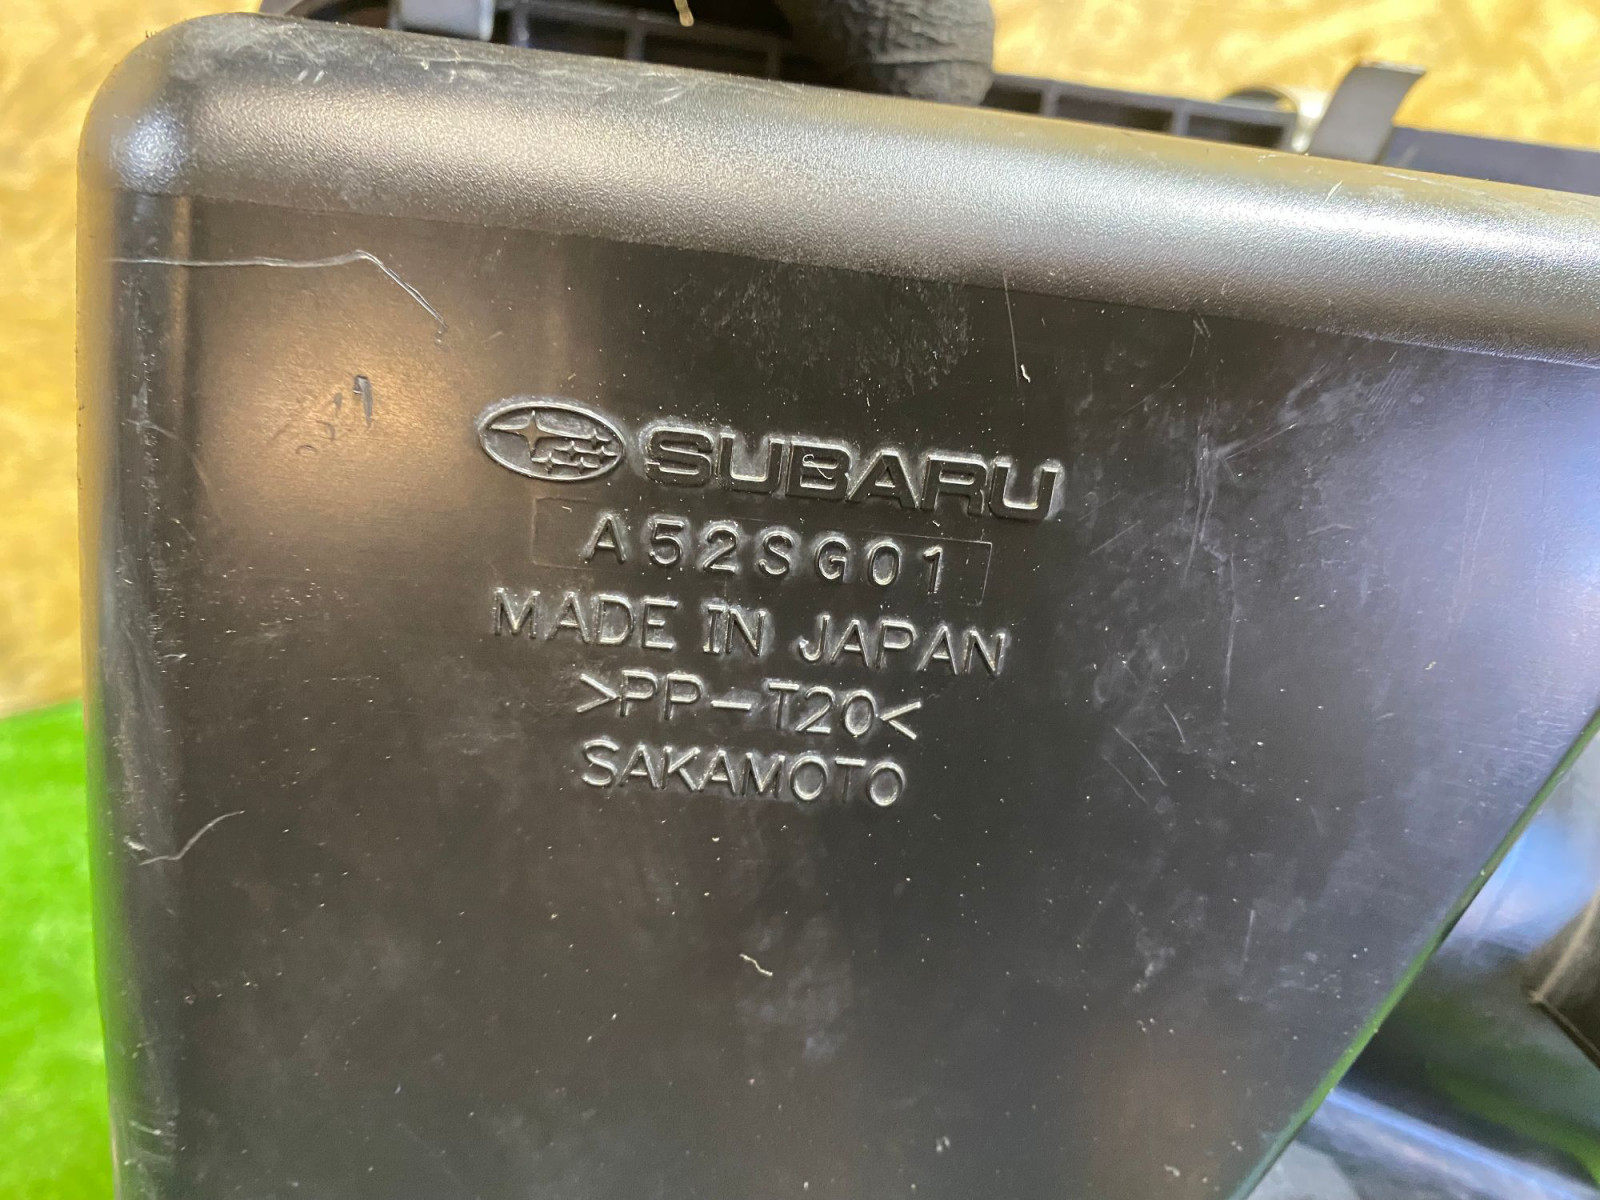 SUBARU
A52SG01
MADE IN JAPAN
>PP-T20<
SAKAMOTO